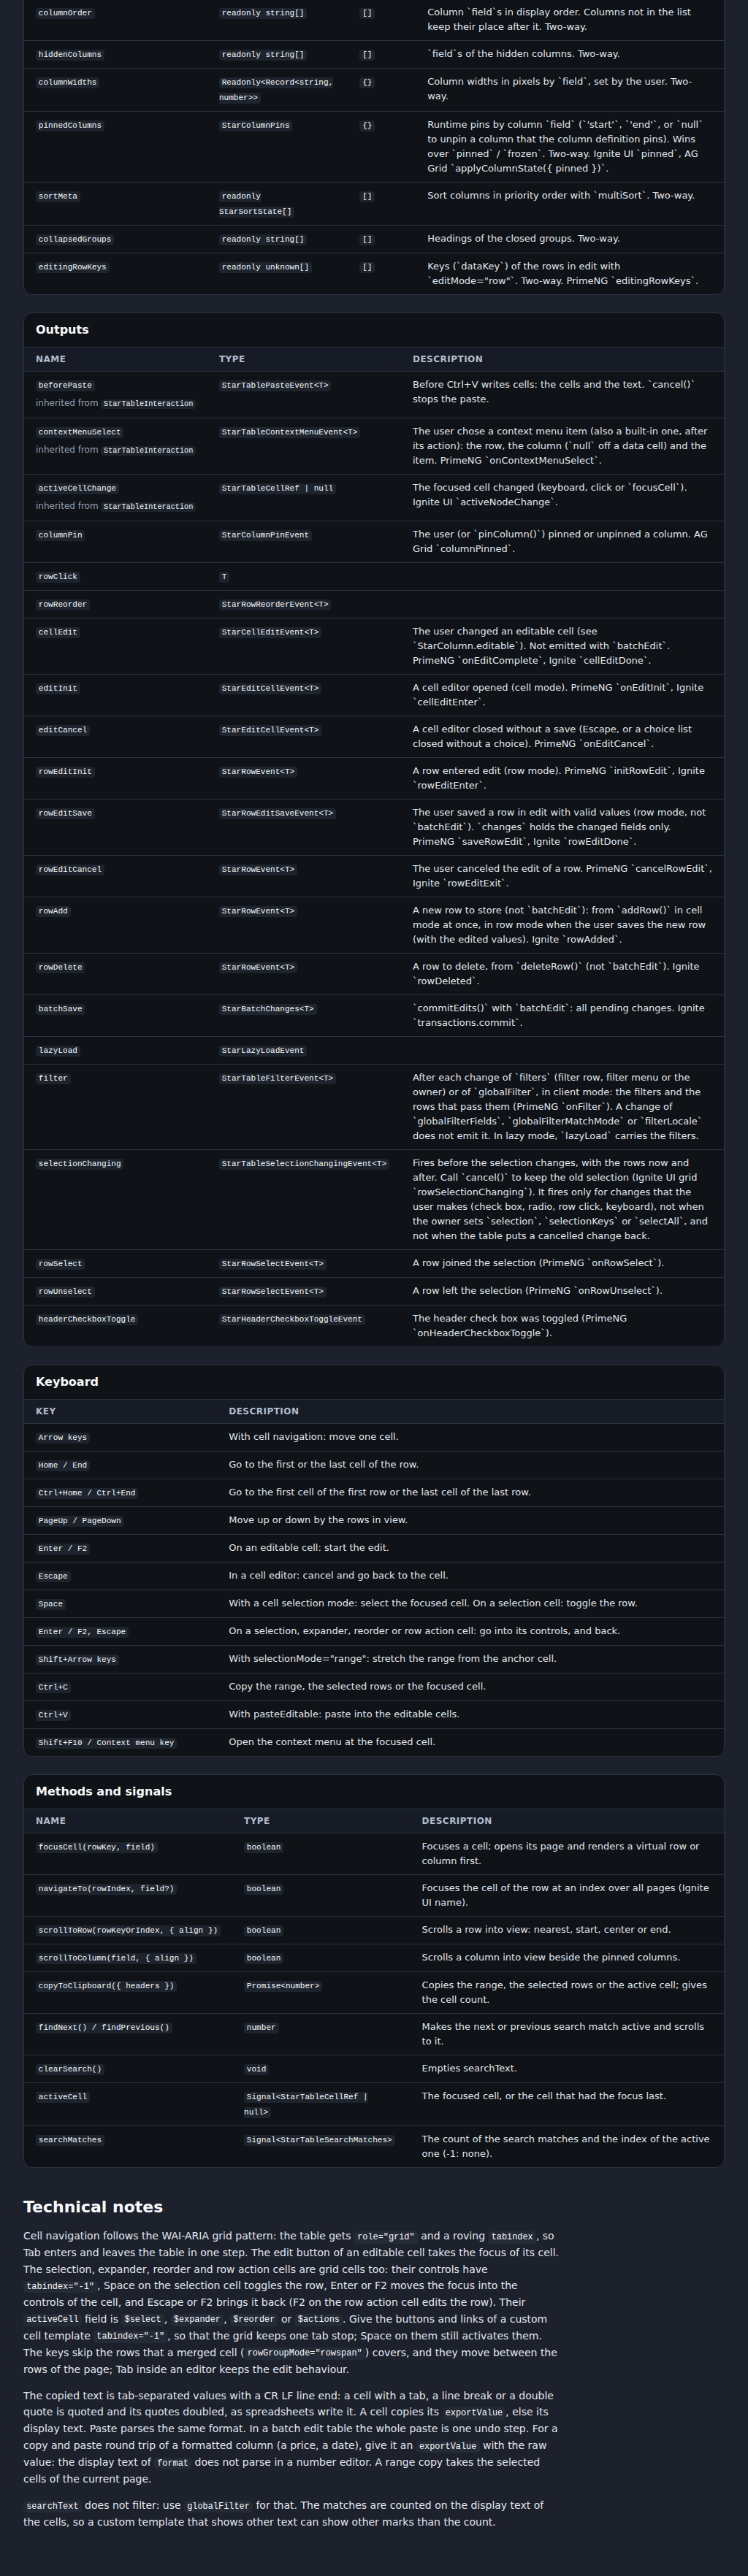 columnOrder readonly string[] [] Column `field`s in display order. Columns not in the list
keep their place after it. Two-way.
hiddenColumns readonly string[] [] `field`s of the hidden columns. Two-way.
columnWidths Readonly<Record<string, {} Column widths in pixels by `field`, set by the user. Two-
number>> way.
pinnedColumns StarColumnPins {} Runtime pins by column `field` (`'start'`, `'end'`, or `null`
to unpin a column that the column definition pins). Wins
over `pinned` / `frozen`. Two-way. Ignite UI `pinned`, AG
Grid `applyColumnState({ pinned })`.
sortMeta readonly [] Sort columns in priority order with `multiSort`. Two-way.
StarSortState[]
collapsedGroups readonly string[] [] Headings of the closed groups. Two-way.
editingRowKeys readonly unknown[] [] Keys (`dataKey`) of the rows in edit with
`editMode="row"`. Two-way. PrimeNG `editingRowKeys`.
Outputs
NAME TYPE DESCRIPTION
beforePaste StarTablePasteEvent<T> Before Ctrl+V writes cells: the cells and the text. `cancel()`
inherited from StarTableInteraction stops the paste.
contextMenuSelect StarTableContextMenuEvent<T> The user chose a context menu item (also a built-in one, after
its action): the row, the column (`null` off a data cell) and the
inherited from StarTableInteraction item. PrimeNG `onContextMenuSelect`.
activeCellChange StarTableCellRef | null The focused cell changed (keyboard, click or `focusCell`).
inherited from StarTableInteraction Ignite UI `activeNodeChange`.
columnPin StarColumnPinEvent The user (or `pinColumn()`) pinned or unpinned a column. AG
Grid `columnPinned`.
rowClick T
rowReorder StarRowReorderEvent<T>
cellEdit StarCellEditEvent<T> The user changed an editable cell (see
`StarColumn.editable`). Not emitted with `batchEdit`.
PrimeNG `onEditComplete`, Ignite `cellEditDone`.
editInit StarEditCellEvent<T> A cell editor opened (cell mode). PrimeNG `onEditInit`, Ignite
`cellEditEnter`.
editCancel StarEditCellEvent<T> A cell editor closed without a save (Escape, or a choice list
closed without a choice). PrimeNG `onEditCancel`.
rowEditInit StarRowEvent<T> A row entered edit (row mode). PrimeNG `initRowEdit`, Ignite
`rowEditEnter`.
rowEditSave StarRowEditSaveEvent<T> The user saved a row in edit with valid values (row mode, not
`batchEdit`). `changes` holds the changed fields only.
PrimeNG `saveRowEdit`, Ignite `rowEditDone`.
rowEditCancel StarRowEvent<T> The user canceled the edit of a row. PrimeNG `cancelRowEdit`,
Ignite `rowEditExit`.
rowAdd StarRowEvent<T> A new row to store (not `batchEdit`): from `addRow()` in cell
mode at once, in row mode when the user saves the new row
(with the edited values). Ignite `rowAdded`.
rowDelete StarRowEvent<T> A row to delete, from `deleteRow()` (not `batchEdit`). Ignite
`rowDeleted`.
batchSave StarBatchChanges<T> `commitEdits()` with `batchEdit`: all pending changes. Ignite
`transactions.commit`.
lazyLoad StarLazyLoadEvent
filter StarTableFilterEvent<T> After each change of `filters` (filter row, filter menu or the
owner) or of `globalFilter`, in client mode: the filters and the
rows that pass them (PrimeNG `onFilter`). A change of
`globalFilterFields`, `globalFilterMatchMode` or `filterLocale`
does not emit it. In lazy mode, `lazyLoad` carries the filters.
selectionChanging StarTableSelectionChangingEvent<T> Fires before the selection changes, with the rows now and
after. Call `cancel()` to keep the old selection (Ignite UI grid
`rowSelectionChanging`). It fires only for changes that the
user makes (check box, radio, row click, keyboard), not when
the owner sets `selection`, `selectionKeys` or `selectAll`, and
not when the table puts a cancelled change back.
rowSelect StarRowSelectEvent<T> A row joined the selection (PrimeNG `onRowSelect`).
rowUnselect StarRowSelectEvent<T> A row left the selection (PrimeNG `onRowUnselect`).
headerCheckboxToggle StarHeaderCheckboxToggleEvent The header check box was toggled (PrimeNG
`onHeaderCheckboxToggle`).
Keyboard
KEY DESCRIPTION
Arrow keys With cell navigation: move one cell.
Home / End Go to the first or the last cell of the row.
Ctrl+Home / Ctrl+End Go to the first cell of the first row or the last cell of the last row.
PageUp / PageDown Move up or down by the rows in view.
Enter / F2 On an editable cell: start the edit.
Escape In a cell editor: cancel and go back to the cell.
Space With a cell selection mode: select the focused cell. On a selection cell: toggle the row.
Enter / F2, Escape On a selection, expander, reorder or row action cell: go into its controls, and back.
Shift+Arrow keys With selectionMode="range": stretch the range from the anchor cell.
Ctrl+C Copy the range, the selected rows or the focused cell.
Ctrl+V With pasteEditable: paste into the editable cells.
Shift+F10 / Context menu key Open the context menu at the focused cell.
Methods and signals
NAME TYPE DESCRIPTION
focusCell(rowKey, field) boolean Focuses a cell; opens its page and renders a virtual row or
column first.
navigateTo(rowIndex, field?) boolean Focuses the cell of the row at an index over all pages (Ignite
UI name).
scrollToRow(rowKeyOrIndex, { align }) boolean Scrolls a row into view: nearest, start, center or end.
scrollToColumn(field, { align }) boolean Scrolls a column into view beside the pinned columns.
copyToClipboard({ headers }) Promise<number> Copies the range, the selected rows or the active cell; gives
the cell count.
findNext() / findPrevious() number Makes the next or previous search match active and scrolls
to it.
clearSearch() void Empties searchText.
activeCell Signal<StarTableCellRef | The focused cell, or the cell that had the focus last.
null>
searchMatches Signal<StarTableSearchMatches> The count of the search matches and the index of the active
one (-1: none).
Technical notes
Cell navigation follows the WAI-ARIA grid pattern: the table gets role="grid" and a roving tabindex, so
Tab enters and leaves the table in one step. The edit button of an editable cell takes the focus of its cell.
The selection, expander, reorder and row action cells are grid cells too: their controls have
tabindex="-1", Space on the selection cell toggles the row, Enter or F2 moves the focus into the
controls of the cell, and Escape or F2 brings it back (F2 on the row action cell edits the row). Their
activeCell field is $select, $expander, $reorder or $actions. Give the buttons and links of a custom
cell template tabindex="-1", so that the grid keeps one tab stop; Space on them still activates them.
The keys skip the rows that a merged cell (rowGroupMode="rowspan") covers, and they move between the
rows of the page; Tab inside an editor keeps the edit behaviour.
The copied text is tab-separated values with a CR LF line end: a cell with a tab, a line break or a double
quote is quoted and its quotes doubled, as spreadsheets write it. A cell copies its exportValue, else its
display text. Paste parses the same format. In a batch edit table the whole paste is one undo step. For a
copy and paste round trip of a formatted column (a price, a date), give it an exportValue with the raw
value: the display text of format does not parse in a number editor. A range copy takes the selected
cells of the current page.
searchText does not filter: use globalFilter for that. The matches are counted on the display text of
the cells, so a custom template that shows other text can show other marks than the count.